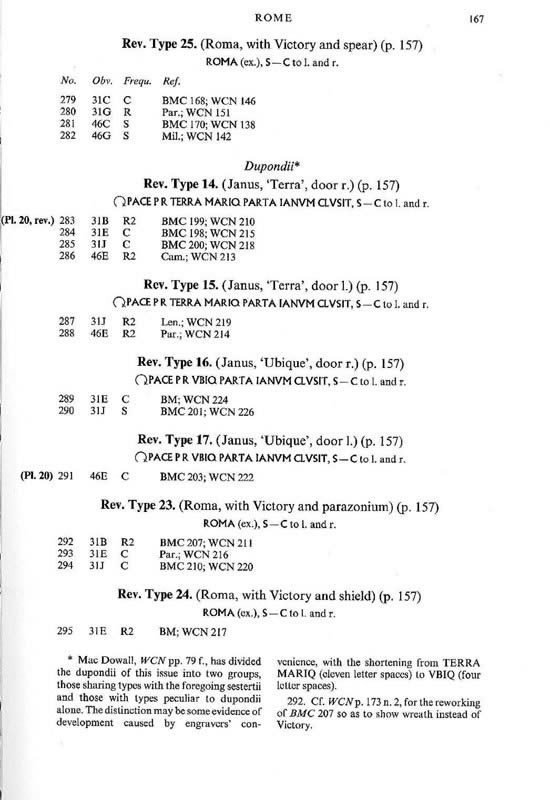 ROME 167
Rev. Type 25. (Roma, with Victory and spear) (p. 157)
ROMA (ex.), S—C to l. and r.
No. Obv. Frequ. Ref.
279 31C C BMC 168; WCN 146
280 31G R Par.; WCN 151
281 46C S BMC 170; WCN 138
282 46G S Mil.; WCN 142
Dupondii*
Rev. Type 14. (Janus, ‘Terra’, door r.) (p. 157)
PACE P R TERRA MARIQ PARTA IANVM CLVSIT, S—C to l. and r.
(Pl. 20, rev.) 283 31B R2 BMC 199; WCN 210
284 31E C BMC 198; WCN 215
285 31J C BMC 200; WCN 218
286 46E R2 Cam.; WCN 213
Rev. Type 15. (Janus, ‘Terra’, door l.) (p. 157)
PACE P R TERRA MARIQ PARTA IANVM CLVSIT, S—C to l. and r.
287 31J R2 Len.; WCN 219
288 46E R2 Par.; WCN 214
Rev. Type 16. (Janus, ‘Ubique’, door r.) (p. 157)
PACE P R VBIQ PARTA IANVM CLVSIT, S—C to l. and r.
289 31E C BM; WCN 224
290 31J S BMC 201; WCN 226
Rev. Type 17. (Janus, ‘Ubique’, door l.) (p. 157)
PACE P R VBIQ PARTA IANVM CLVSIT, S—C to l. and r.
(Pl. 20) 291 46E C BMC 203; WCN 222
Rev. Type 23. (Roma, with Victory and parazonium) (p. 157)
ROMA (ex.), S—C to l. and r.
292 31B R2 BMC 207; WCN 211
293 31E C Par.; WCN 216
294 31J C BMC 210; WCN 220
Rev. Type 24. (Roma, with Victory and shield) (p. 157)
ROMA (ex.), S—C to l. and r.
295 31E R2 BM; WCN 217
* Mac Dowall, WCN pp. 79 f., has divided
the dupondii of this issue into two groups,
those sharing types with the foregoing sestertii
and those with types peculiar to dupondii
alone. The distinction may be some evidence of
development caused by engravers' con-
venience, with the shortening from TERRA
MARIQ (eleven letter spaces) to VBIQ (four
letter spaces).
292. Cf. WCN p. 173 n. 2, for the reworking
of BMC 207 so as to show wreath instead of
Victory.